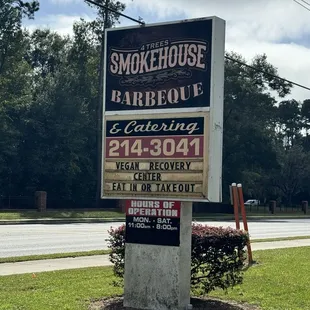 4 TREES
SMOKEHOUSE
BARBEQUE
& Catering
214-3041
VEGAN RECOVERY
CENTER
EAT IN OR TAKEOUT
HOURS OF
OPERATION
MON. - SAT.
11:00am - 8:00pm